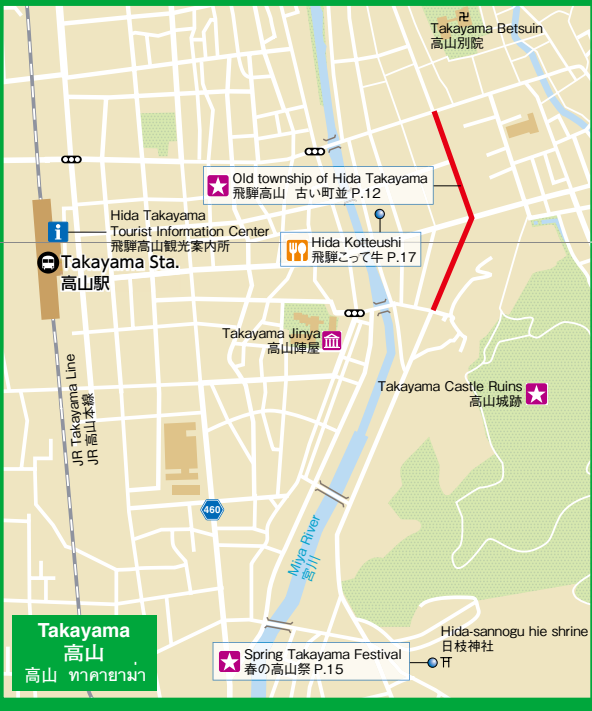 卍
Takayama Betsuin
高山別院
Old township of Hida Takayama
飛騨高山 古い町並 P.12
Hida Takayama
Tourist Information Center
飛騨高山観光案内所
i
Hida Kotteushi
飛騨こって牛 P.17
Takayama Sta.
高山駅
Takayama Jinya
高山陣屋
JR Takayama Line
JR 高山本線
Takayama Castle Ruins
高山城跡
460
Miya River
宮川
Takayama
高山
高山 ทาคายาม่า
Spring Takayama Festival
春の高山祭 P.15
Hida-sannogu hie shrine
日枝神社